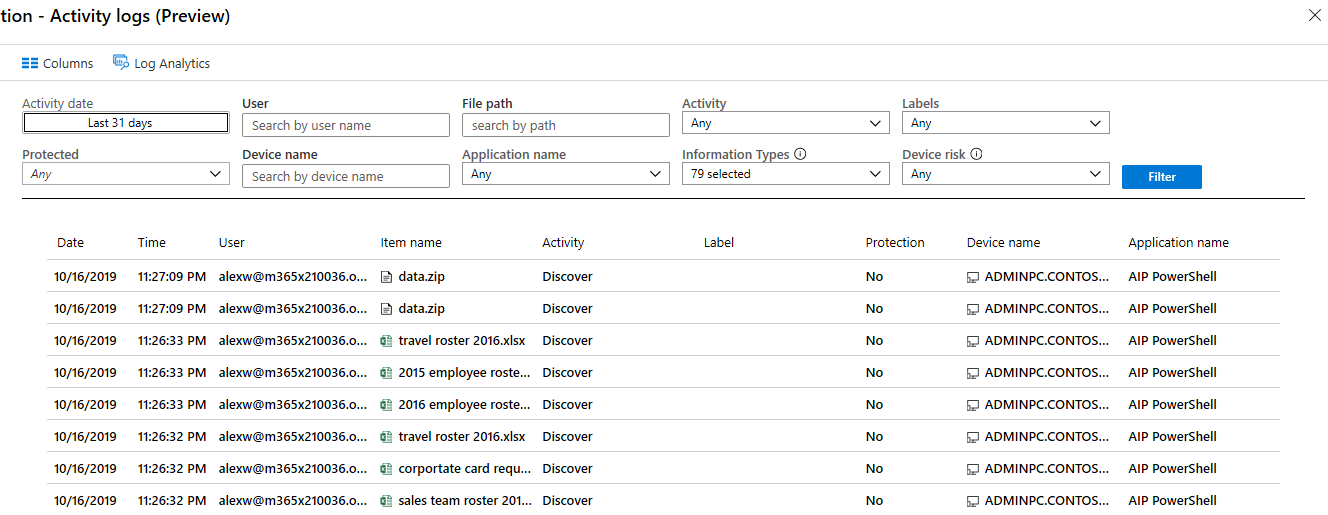 tion - Activity logs (Preview)
Columns Log Analytics
Activity date User File path Activity Labels
Last 31 days Search by user name search by path Any Any
Protected Device name Application name Information Types Device risk
Any Search by device name Any 79 selected Any Filter
Date Time User Item name Activity Label Protection Device name Application name
10/16/2019 11:27:09 PM alexw@m365x210036.o... data.zip Discover No ADMINPC.CONTOS... AIP PowerShell
10/16/2019 11:27:09 PM alexw@m365x210036.o... data.zip Discover No ADMINPC.CONTOS... AIP PowerShell
10/16/2019 11:26:33 PM alexw@m365x210036.o... travel roster 2016.xlsx Discover No ADMINPC.CONTOS... AIP PowerShell
10/16/2019 11:26:33 PM alexw@m365x210036.o... 2015 employee roste... Discover No ADMINPC.CONTOS... AIP PowerShell
10/16/2019 11:26:33 PM alexw@m365x210036.o... 2016 employee roste... Discover No ADMINPC.CONTOS... AIP PowerShell
10/16/2019 11:26:32 PM alexw@m365x210036.o... travel roster 2016.xlsx Discover No ADMINPC.CONTOS... AIP PowerShell
10/16/2019 11:26:32 PM alexw@m365x210036.o... corportate card requ... Discover No ADMINPC.CONTOS... AIP PowerShell
10/16/2019 11:26:32 PM alexw@m365x210036.o... sales team roster 201... Discover No ADMINPC.CONTOS... AIP PowerShell